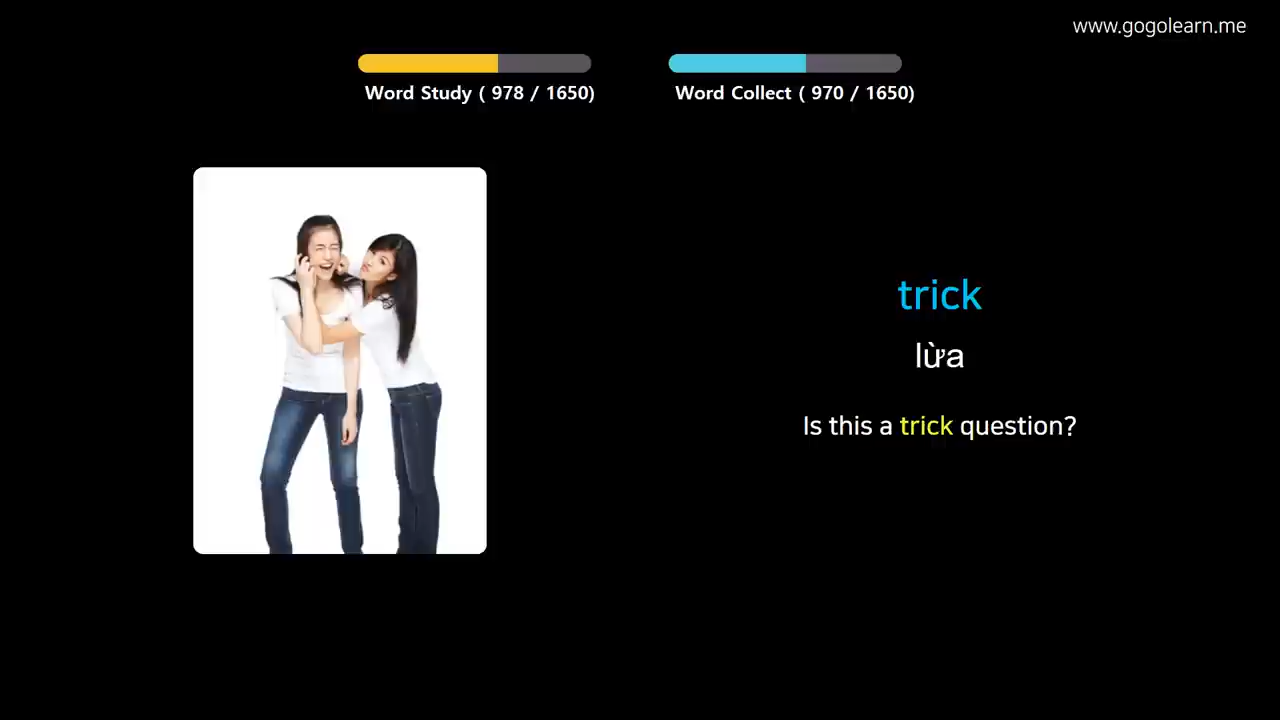 www.gogolearn.me
Word Study ( 978 / 1650)
Word Collect ( 970 / 1650)
trick
lừa
Is this a trick question?